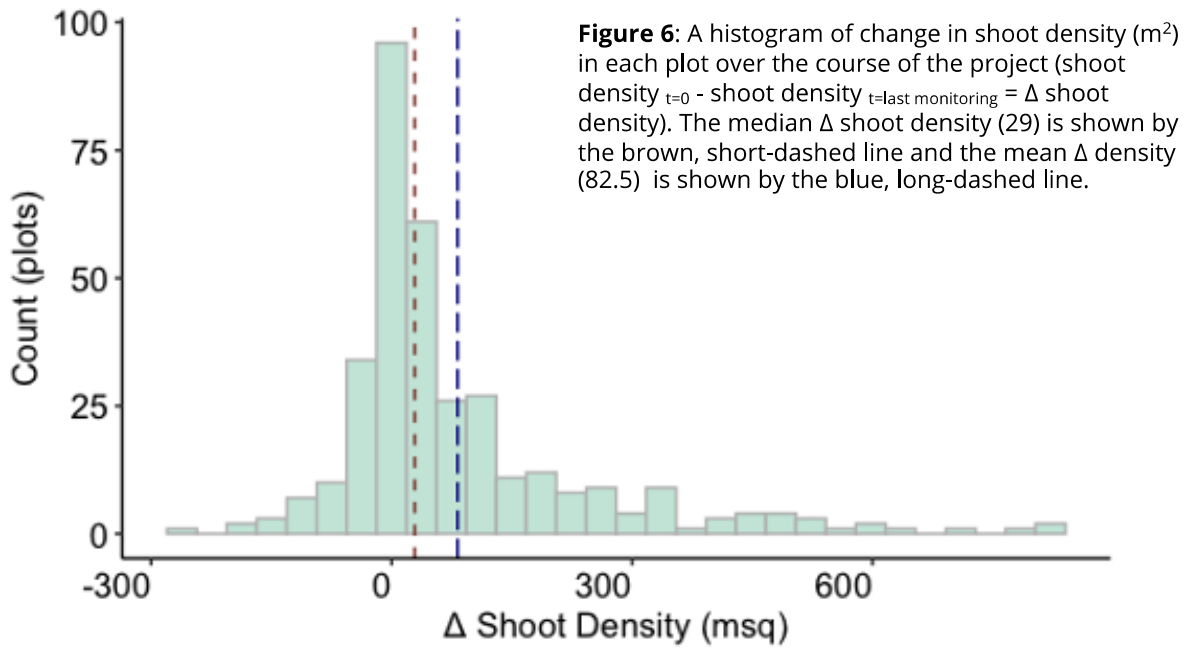 Figure 6: A histogram of change in shoot density (m²)
in each plot over the course of the project (shoot
density t=0 - shoot density t=last monitoring = Δ shoot
density). The median Δ shoot density (29) is shown by
the brown, short-dashed line and the mean Δ density
(82.5) is shown by the blue, long-dashed line.
100
75
50
25
0
Count (plots)
-300 0 300 600
Δ Shoot Density (msq)